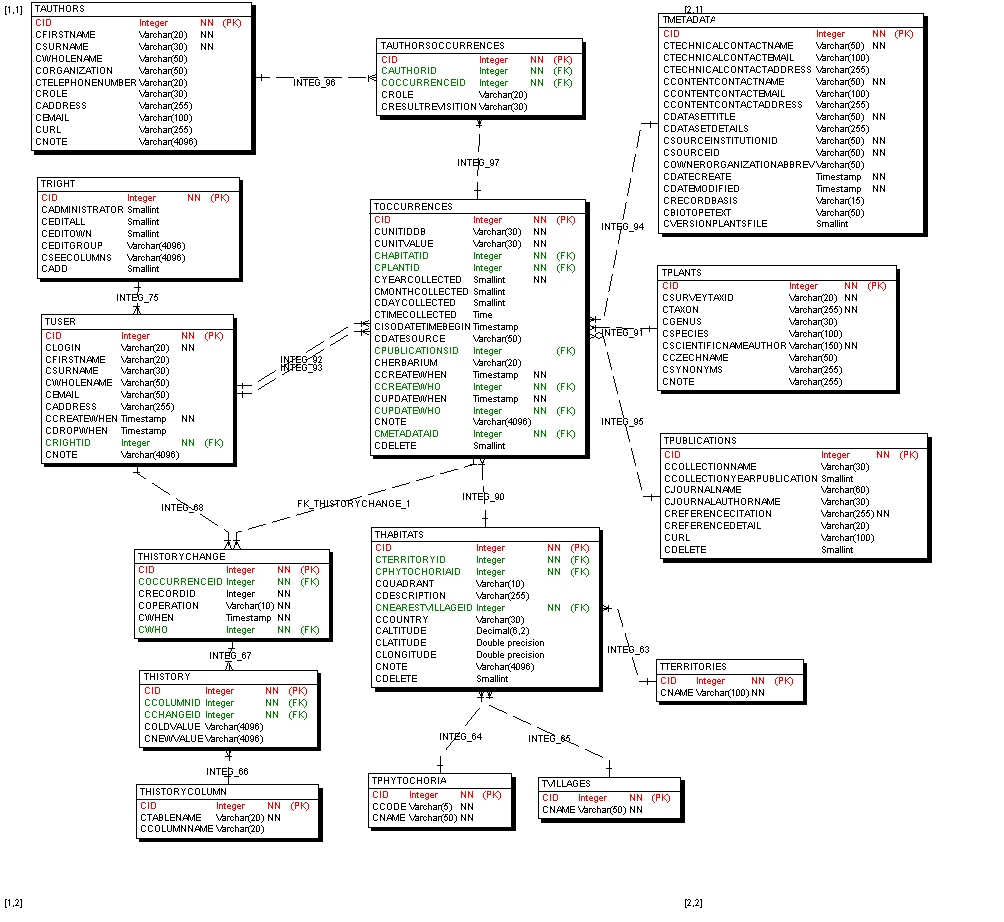 [1,1]
[2,1]
TAUTHORS
CID Integer NN (PK)
CFIRSTNAME Varchar(20) NN
CSURNAME Varchar(30) NN
CWHOLENAME Varchar(50)
CORGANIZATION Varchar(50)
CTELEPHONENUMBER Varchar(20)
CROLE Varchar(30)
CADDRESS Varchar(255)
CEMAIL Varchar(100)
CURL Varchar(255)
CNOTE Varchar(4096)
INTEG_96
TAUTHORSOCCURRENCES
CID Integer NN (PK)
CAUTHORID Integer NN (FK)
COCCURRENCEID Integer NN (FK)
CROLE Varchar(20)
CRESULTREVISITION Varchar(30)
INTEG_97
TMETADATA
CID Integer NN (PK)
CTECHNICALCONTACTNAME Varchar(50) NN
CTECHNICALCONTACTEMAIL Varchar(100)
CTECHNICALCONTACTADDRESS Varchar(255)
CCONTENTCONTACTNAME Varchar(50) NN
CCONTENTCONTACTEMAIL Varchar(100)
CCONTENTCONTACTADDRESS Varchar(255)
CDATASETTITLE Varchar(50) NN
CDATASETDETAILS Varchar(255)
CSOURCEINSTITUTIONID Varchar(50) NN
CSOURCEID Varchar(50) NN
COWNERORGANIZATIONABBREV Varchar(50) NN
CDATECREATE Timestamp NN
CDATEMODIFIED Timestamp NN
CRECORDBASIS Varchar(15)
CBIOTOPETEXT Varchar(50)
CVERSIONPLANTSFILE Smallint
INTEG_94
TRIGHT
CID Integer NN (PK)
CADMINISTRATOR Smallint
CEDITALL Smallint
CEDITOWN Smallint
CEDITGROUP Varchar(4096)
CSEECOLUMNS Varchar(4096)
CADD Smallint
INTEG_75
TOCCURRENCES
CID Integer NN (PK)
CUNITIDDB Varchar(30) NN
CUNITVALUE Varchar(30) NN
CHABITATID Integer NN (FK)
CPLANTID Integer NN (FK)
CYEARCOLLECTED Smallint NN
CMONTHCOLLECTED Smallint
CDAYCOLLECTED Smallint
CTIMECOLLECTED Time
CISODATETIMEBEGIN Timestamp
CDATESOURCE Varchar(50)
CPUBLICATIONSID Integer (FK)
CHERBARIUM Varchar(20)
CCREATEWHEN Timestamp NN
CCREATEWHO Integer NN (FK)
CUPDATEWHEN Timestamp NN
CUPDATEWHO Integer NN (FK)
CNOTE Varchar(4096)
CMETADATAID Integer NN (FK)
CDELETE Smallint
TPLANTS
CID Integer NN (PK)
CSURVEYTAXID Varchar(20) NN
CTAXON Varchar(255) NN
CGENUS Varchar(30)
CSPECIES Varchar(100)
CSCIENTIFICNAMEAUTHOR Varchar(150) NN
CCZECHNAME Varchar(50)
CSYNONYMS Varchar(255)
CNOTE Varchar(255)
INTEG_91
TUSER
CID Integer NN (PK)
CLOGIN Varchar(20) NN
CFIRSTNAME Varchar(20)
CSURNAME Varchar(30)
CWHOLENAME Varchar(50)
CEMAIL Varchar(50)
CADDRESS Varchar(255)
CCREATEWHEN Timestamp NN
CDROPWHEN Timestamp
CRIGHTID Integer NN (FK)
CNOTE Varchar(4096)
INTEG_92
INTEG_93
INTEG_95
TPUBLICATIONS
CID Integer NN (PK)
CCOLLECTIONNAME Varchar(30)
CCOLLECTIONYEARPUBLICATION Smallint
CJOURNALNAME Varchar(60)
CJOURNALAUTHORNAME Varchar(30)
CREFERENCECITATION Varchar(255) NN
CREFERENCEDETAIL Varchar(20)
CURL Varchar(100)
CDELETE Smallint
INTEG_68
FK_THISTORYCHANGE_1
INTEG_90
THISTORYCHANGE
CID Integer NN (PK)
COCCURRENCEID Integer NN (FK)
CRECORDID Integer NN
COPERATION Varchar(10) NN
CWHEN Timestamp NN
CWHO Integer NN (FK)
INTEG_67
THABITATS
CID Integer NN (PK)
CTERRITORYID Integer NN (FK)
CPHYTOCHORIAID Integer NN (FK)
CQUADRANT Varchar(10)
CDESCRIPTION Varchar(255)
CNEARESTVILLAGEID Integer NN (FK)
CCOUNTRY Varchar(30)
CALTITUDE Decimal(6,2)
CLATITUDE Double precision
CLONGITUDE Double precision
CNOTE Varchar(4096)
CDELETE Smallint
INTEG_63
TTERRITORIES
CID Integer NN (PK)
CNAME Varchar(100) NN
THISTORY
CID Integer NN (PK)
CCOLUMNID Integer NN (FK)
CCHANGEID Integer NN (FK)
COLDVALUE Varchar(4096)
CNEWVALUE Varchar(4096)
INTEG_66
INTEG_64
INTEG_65
THISTORYCOLUMN
CID Integer NN (PK)
CTABLENAME Varchar(20) NN
CCOLUMNNAME Varchar(20)
TPHYTOCHORIA
CID Integer NN (PK)
CCODE Varchar(5) NN
CNAME Varchar(50) NN
TVILLAGES
CID Integer NN (PK)
CNAME Varchar(50) NN
[1,2]
[2,2]